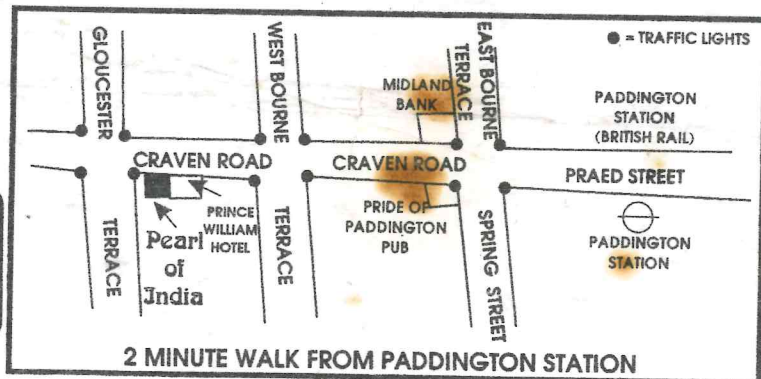 GLOUCESTER
TERRACE
WEST BOURNE
TERRACE
EAST BOURNE
TERRACE
● = TRAFFIC LIGHTS
MIDLAND
BANK
PADDINGTON
STATION
(BRITISH RAIL)
CRAVEN ROAD
CRAVEN ROAD
PRAED STREET
PRINCE
WILLIAM
HOTEL
Pearl
of
India
PRIDE OF
PADDINGTON
PUB
SPRING STREET
PADDINGTON
STATION
2 MINUTE WALK FROM PADDINGTON STATION